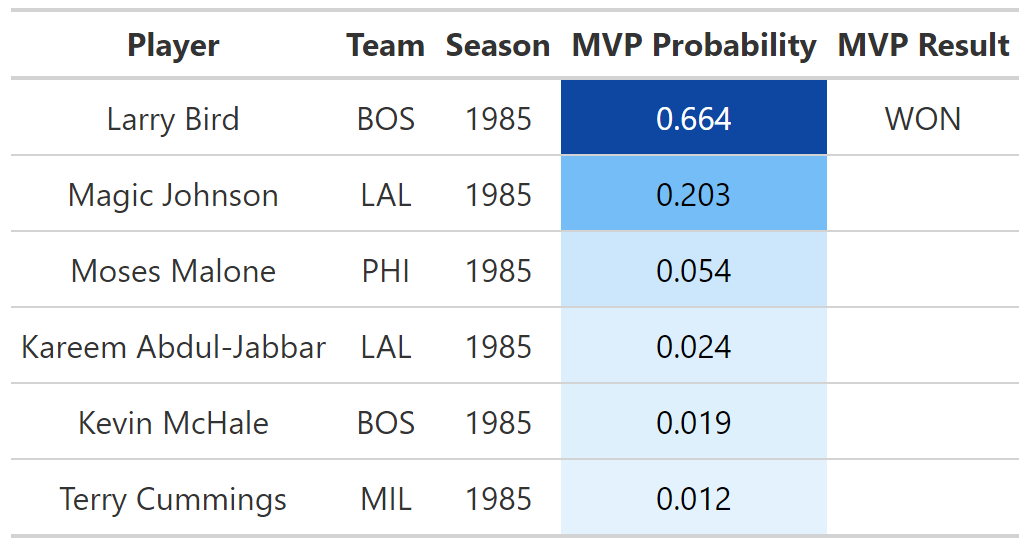 Player Team Season MVP Probability MVP Result
Larry Bird BOS 1985 0.664 WON
Magic Johnson LAL 1985 0.203
Moses Malone PHI 1985 0.054
Kareem Abdul-Jabbar LAL 1985 0.024
Kevin McHale BOS 1985 0.019
Terry Cummings MIL 1985 0.012